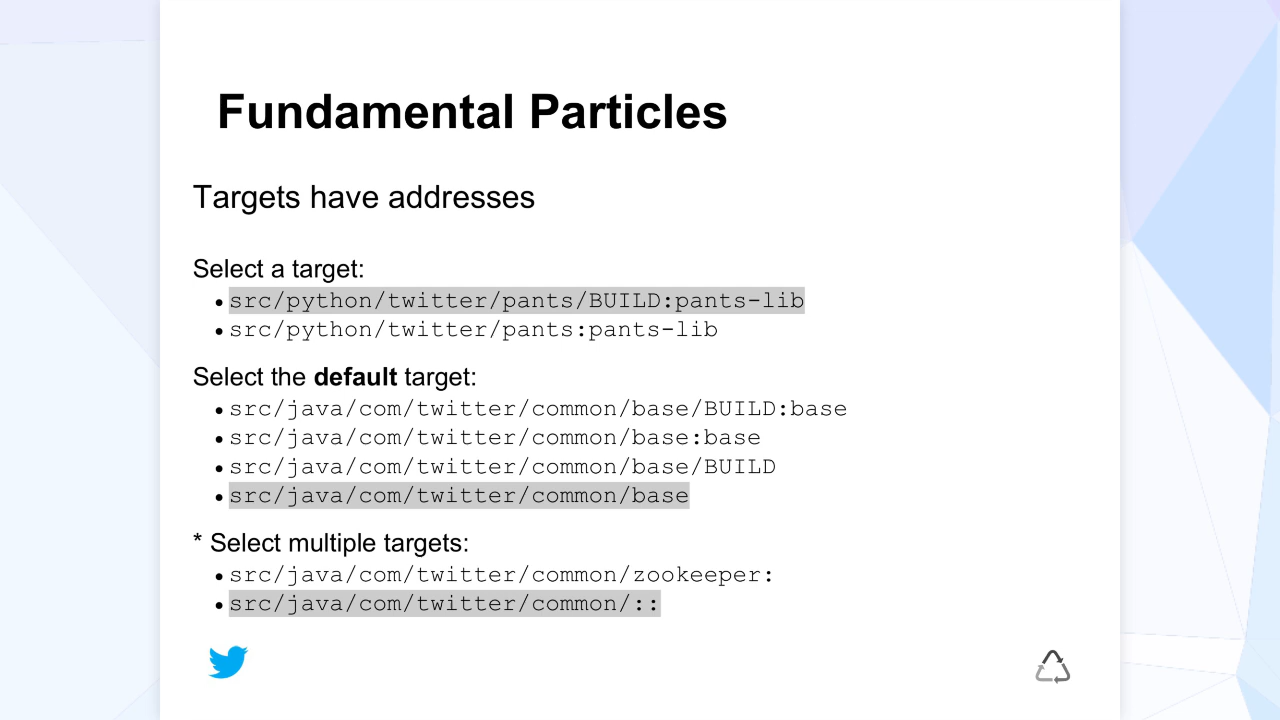 Fundamental Particles
Targets have addresses
Select a target:
• src/python/twitter/pants/BUILD:pants-lib
• src/python/twitter/pants:pants-lib
Select the default target:
• src/java/com/twitter/common/base/BUILD:base
• src/java/com/twitter/common/base:base
• src/java/com/twitter/common/base/BUILD
• src/java/com/twitter/common/base
* Select multiple targets:
• src/java/com/twitter/common/zookeeper:
• src/java/com/twitter/common/::